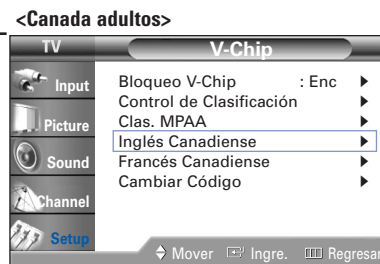 <Canada adultos>
TV
V-Chip
Input
Picture
Sound
Channel
Setup
Bloqueo V-Chip : Enc
Control de Clasificación
Clas. MPAA
Inglés Canadiense
Francés Canadiense
Cambiar Código
Mover Ingre. Regresar